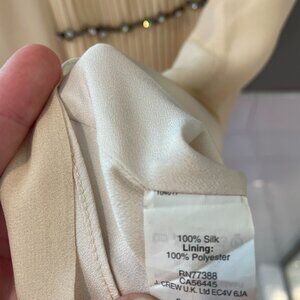 100% Silk
Lining:
100% Polyester
RN77388
CA56445
J. CREW U.K. Ltd EC4V 6JA